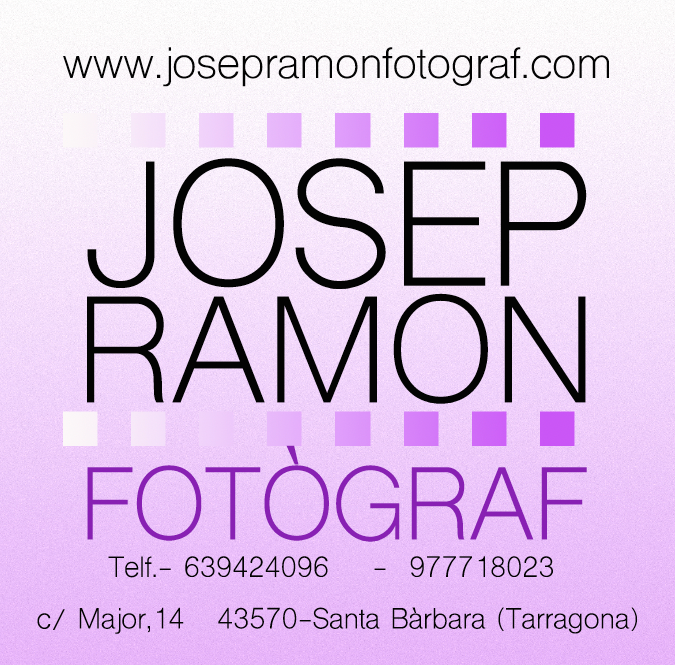 www.josepramonfotograf.com
JOSEP
RAMON
FOTÒGRAF
Telf.- 639424096 - 977718023
c/ Major,14 43570-Santa Bàrbara (Tarragona)